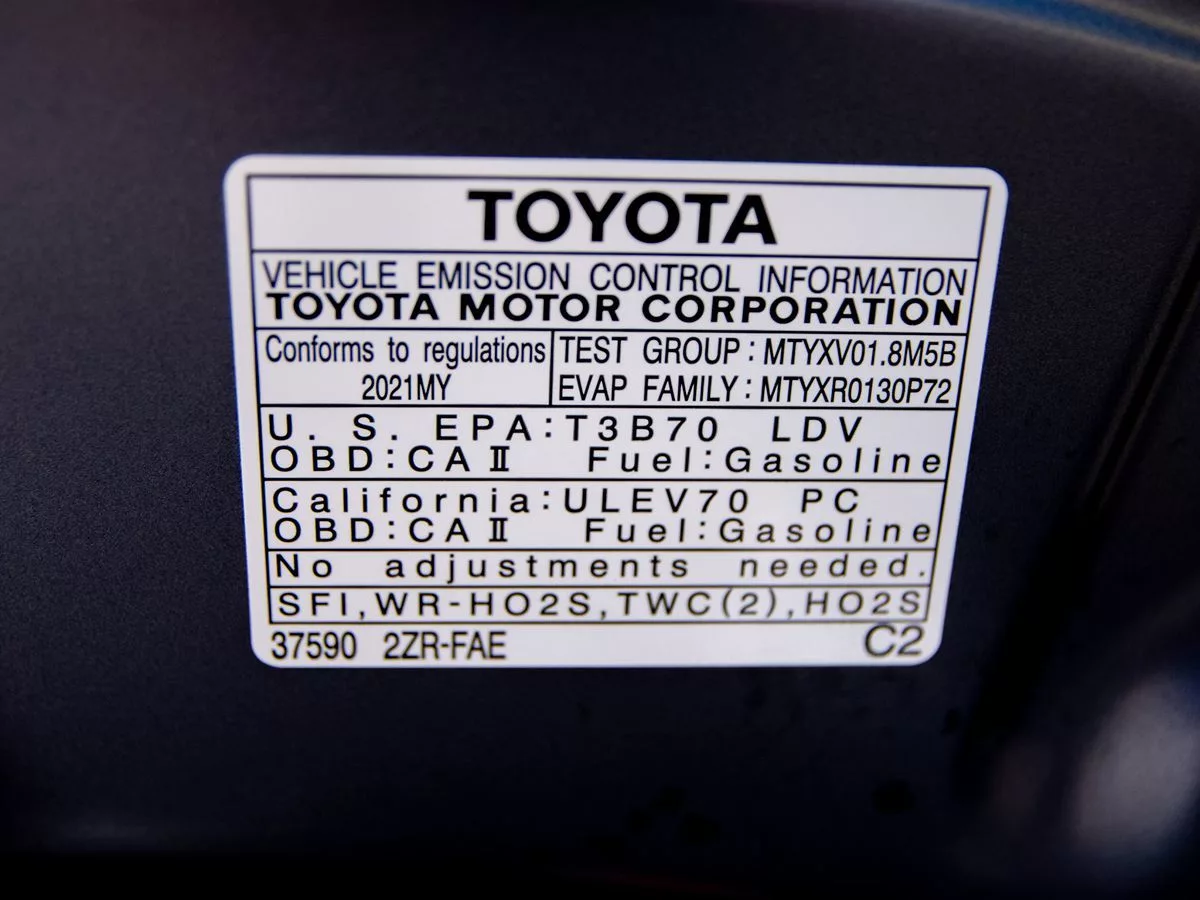 TOYOTA
VEHICLE EMISSION CONTROL INFORMATION
TOYOTA MOTOR CORPORATION
Conforms to regulations
2021MY
TEST GROUP : MTYXV01.8M5B
EVAP FAMILY : MTYXR0130P72
U. S. EPA:T3B70 LDV
OBD:CAⅡ Fuel:Gasoline
California:ULEV70 PC
OBD:CAⅡ Fuel:Gasoline
No adjustments needed.
SFI,WR-HO2S,TWC(2),HO2S
37590 2ZR-FAE C2